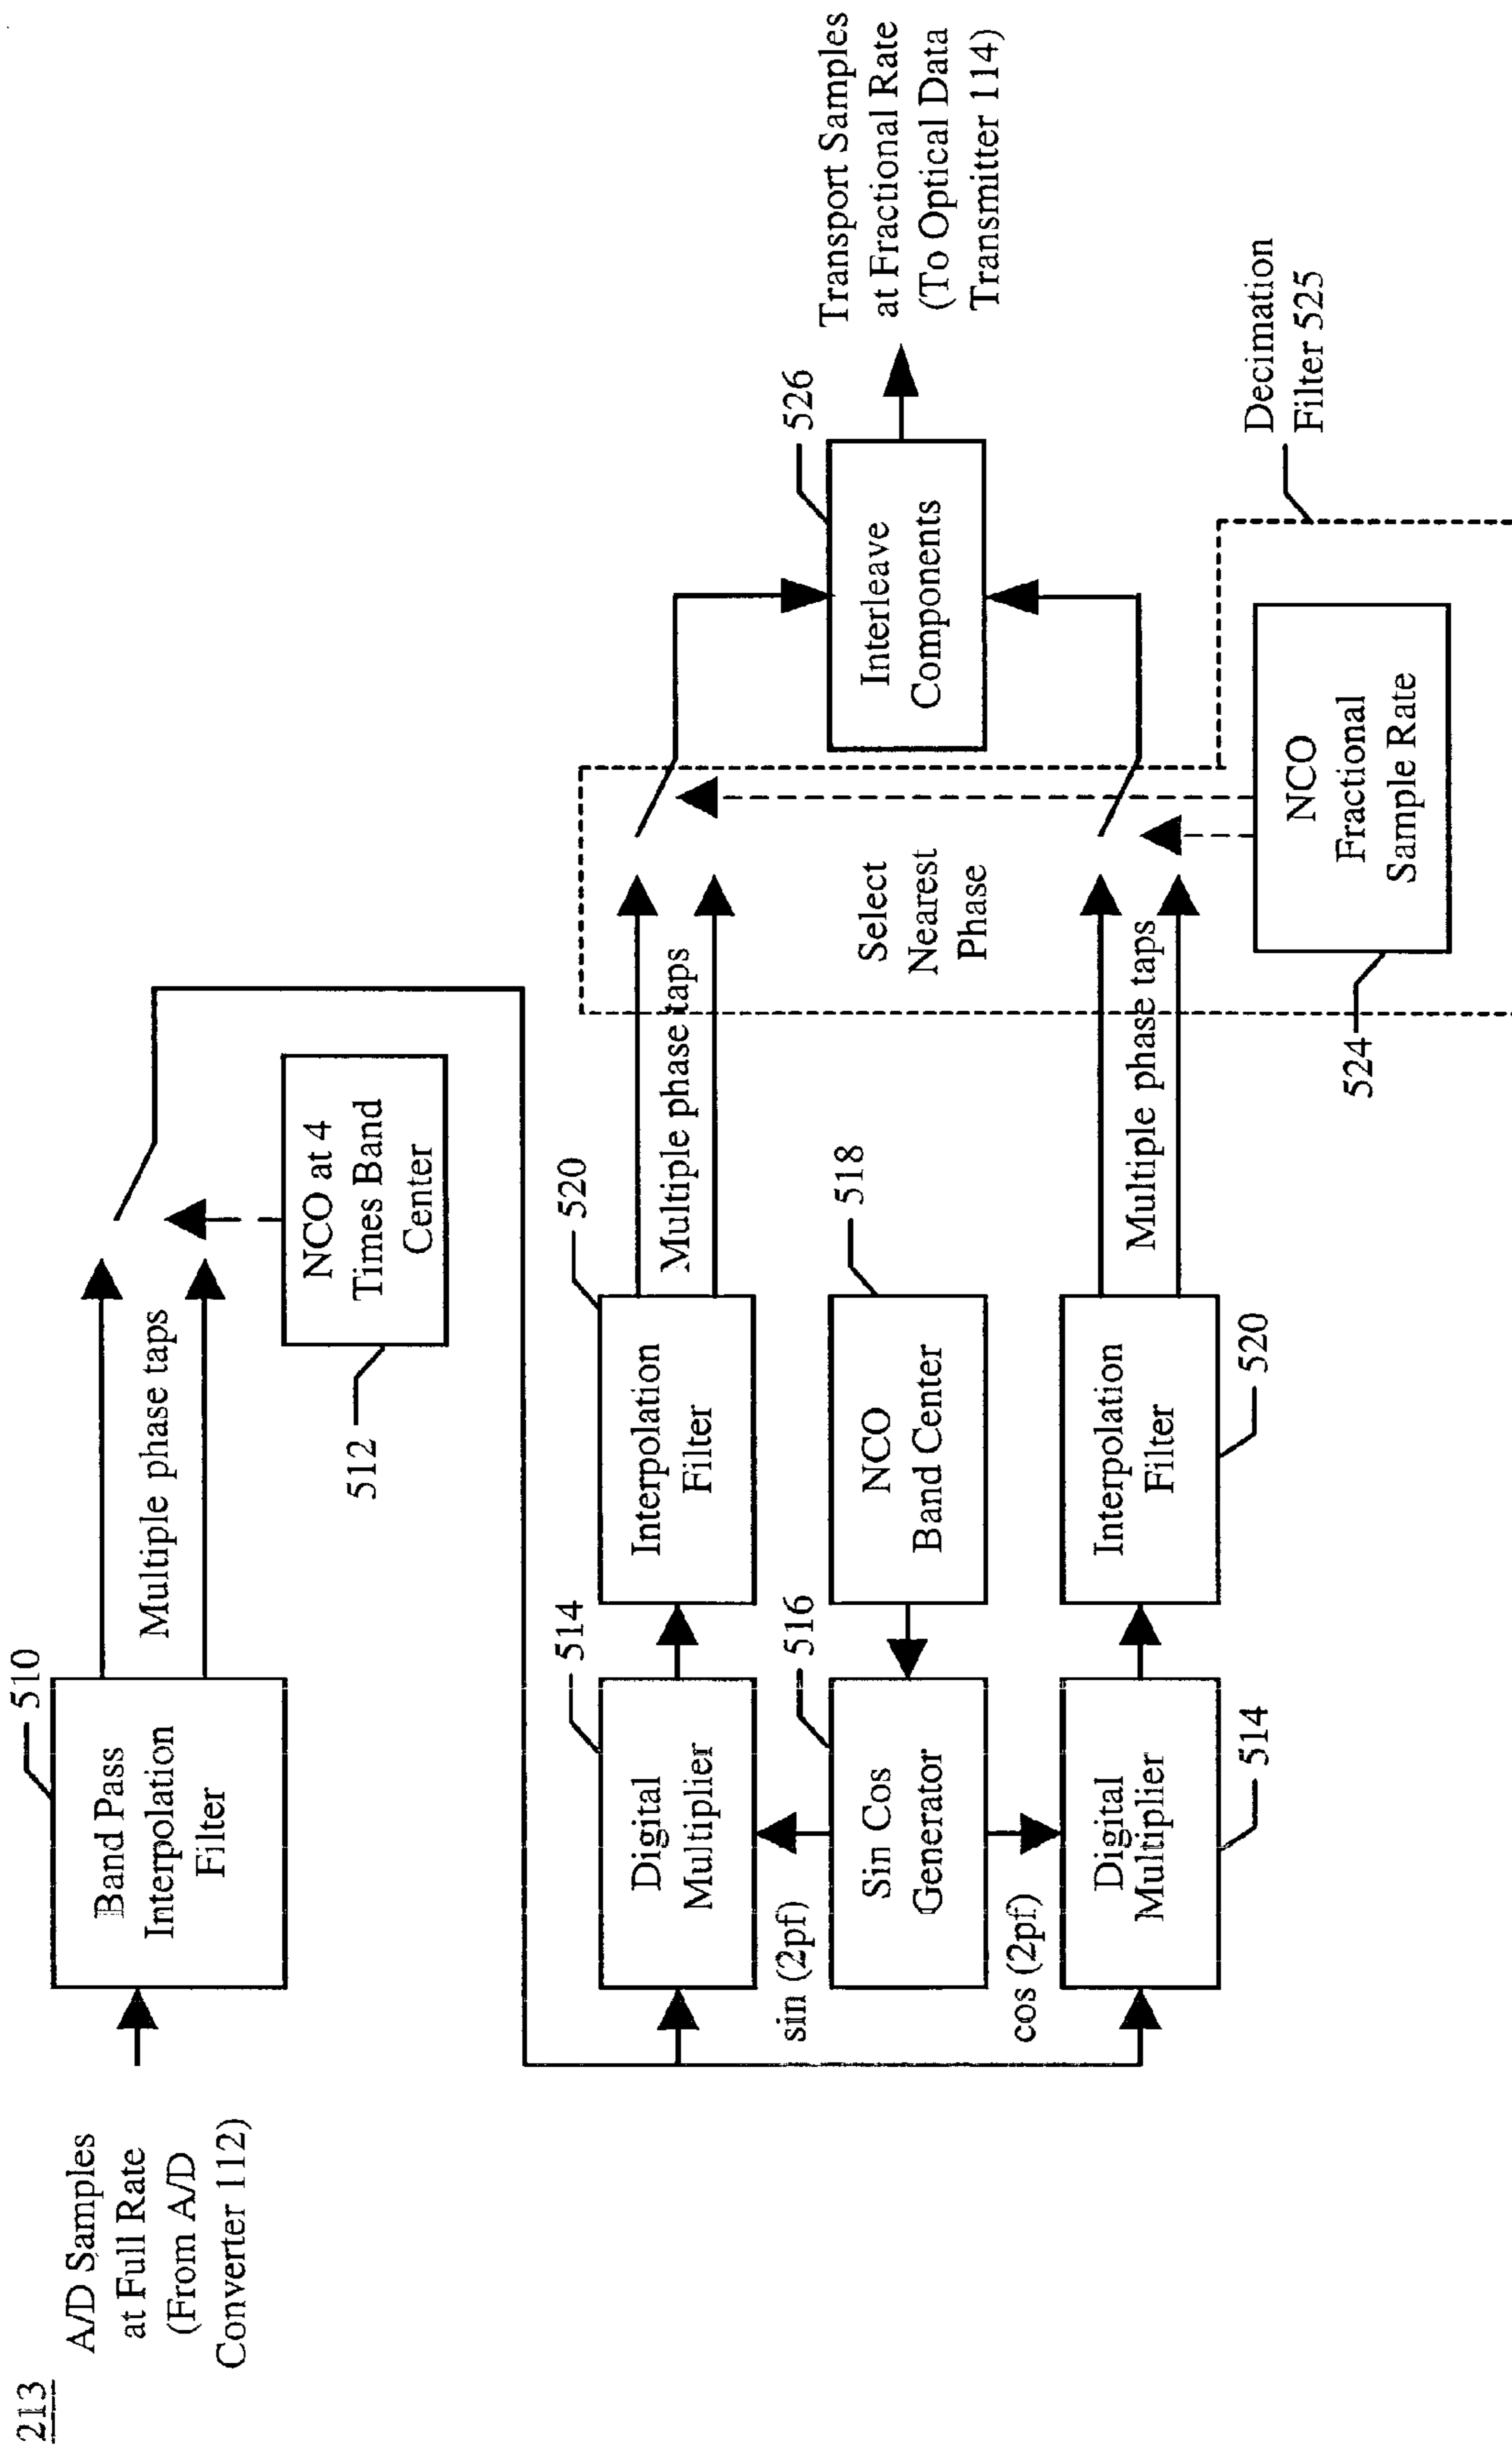 213
A/D Samples
at Full Rate
(From A/D
Converter 112)
510
Band Pass
Interpolation
Filter
Multiple phase taps
NCO at 4
Times Band
Center
512
514
Digital
Multiplier
sin (2pf)
516
Sin Cos
Generator
cos (2pf)
Digital
Multiplier
514
520
Interpolation
Filter
518
NCO
Band Center
Interpolation
Filter
520
Multiple phase taps
Multiple phase taps
Select
Nearest
Phase
524
NCO
Fractional
Sample Rate
Decimation
Filter 525
526
Interleave
Components
Transport Samples
at Fractional Rate
(To Optical Data
Transmitter 114)